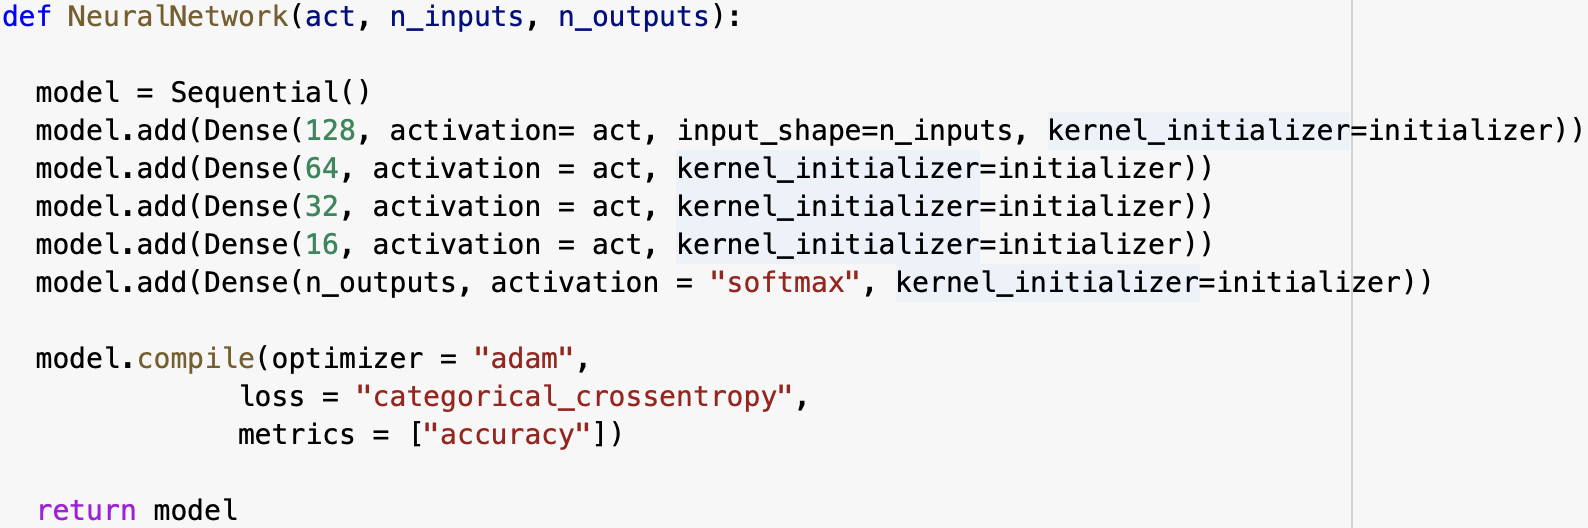 def NeuralNetwork(act, n_inputs, n_outputs):
model = Sequential()
model.add(Dense(128, activation= act, input_shape=n_inputs, kernel_initializer=initializer))
model.add(Dense(64, activation = act, kernel_initializer=initializer))
model.add(Dense(32, activation = act, kernel_initializer=initializer))
model.add(Dense(16, activation = act, kernel_initializer=initializer))
model.add(Dense(n_outputs, activation = "softmax", kernel_initializer=initializer))
model.compile(optimizer = "adam",
loss = "categorical_crossentropy",
metrics = ["accuracy"])
return model